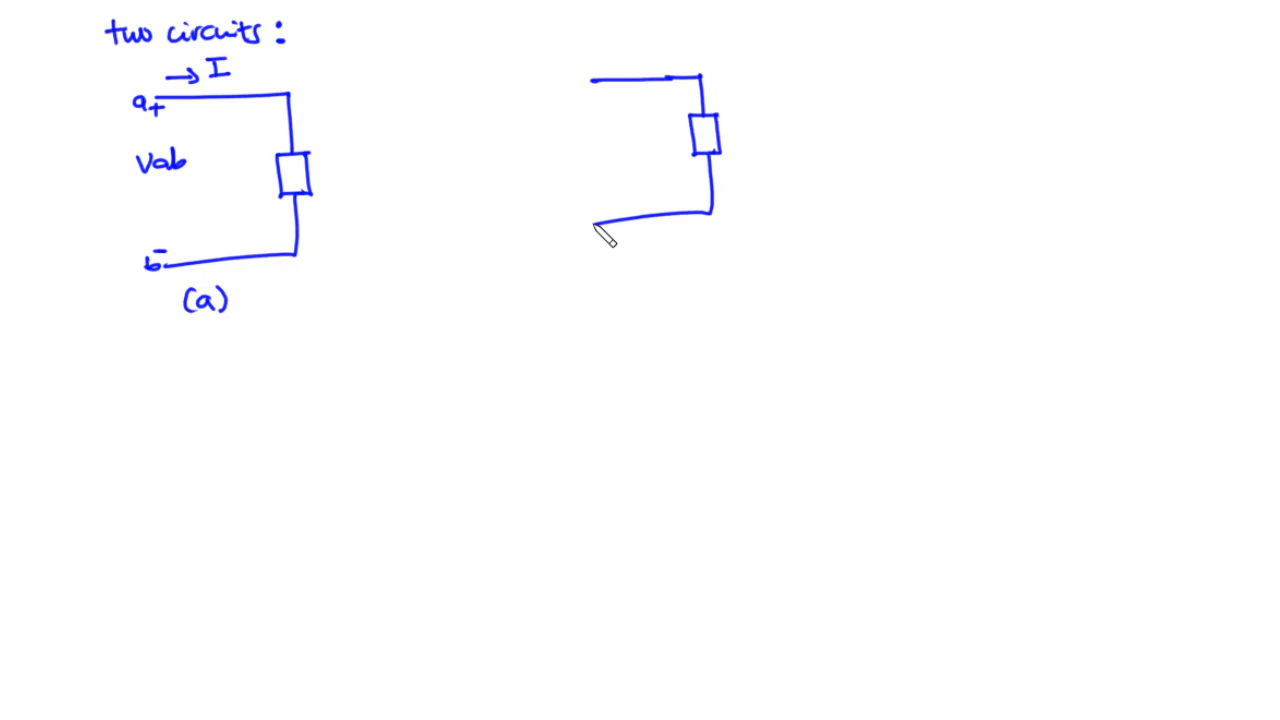 two circuits:
→ I
a +
Vab
b -
(a)